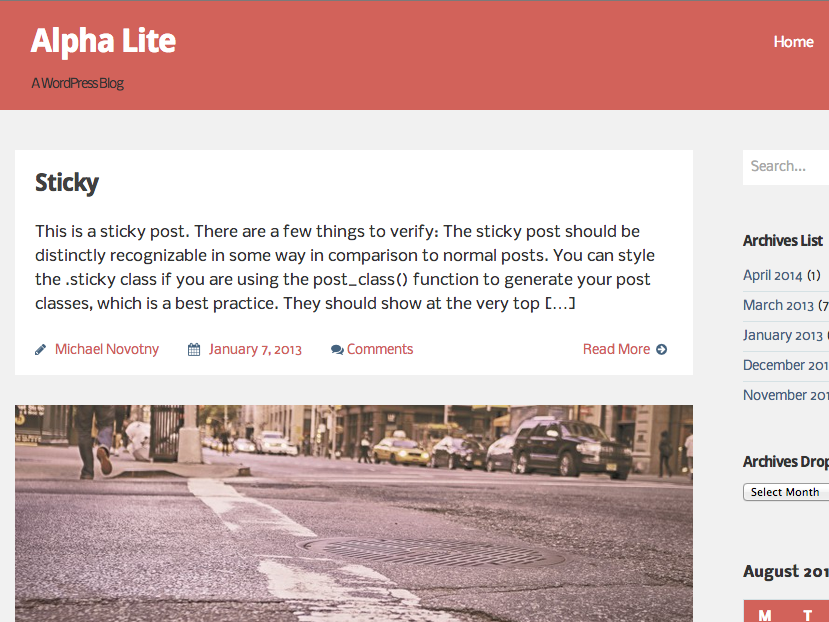 Alpha Lite
Home
A WordPress Blog
Sticky
This is a sticky post. There are a few things to verify: The sticky post should be
distinctly recognizable in some way in comparison to normal posts. You can style
the .sticky class if you are using the post_class() function to generate your post
classes, which is a best practice. They should show at the very top […]
Michael Novotny
January 7, 2013
Comments
Read More
Search...
Archives List
April 2014 (1)
March 2013 (7
January 2013 (
December 201
November 201
Archives Drop
Select Month
August 201
M T